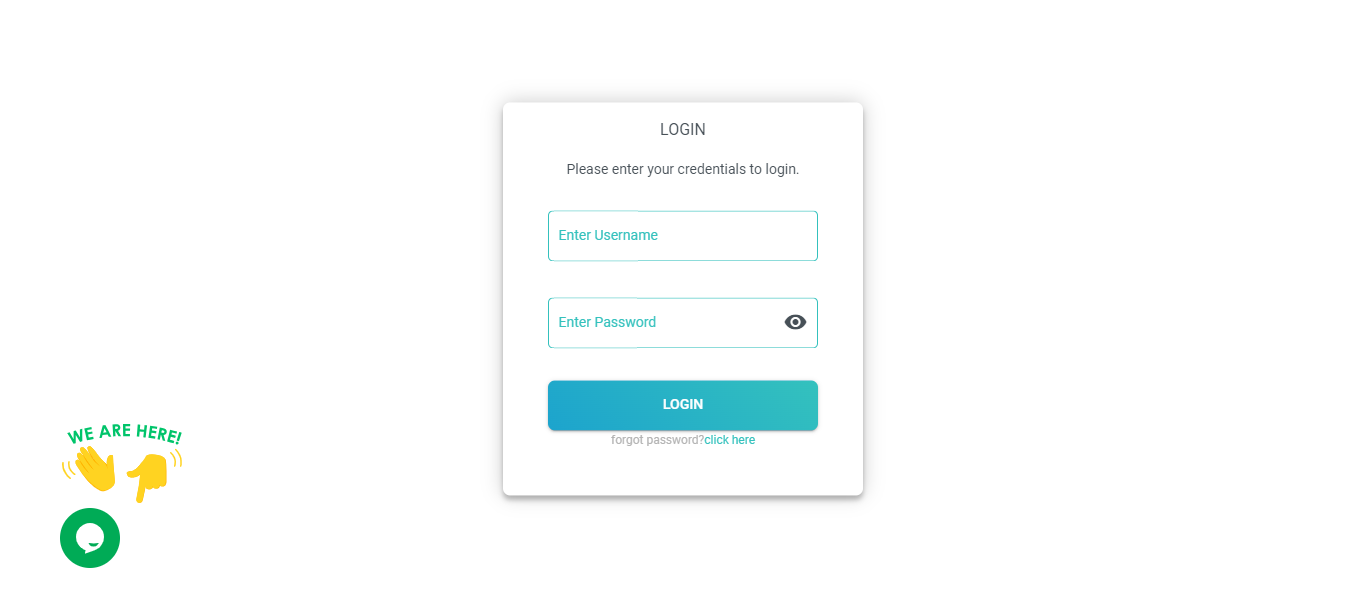 LOGIN
Please enter your credentials to login.
Enter Username
Enter Password
LOGIN
forgot password?click here
WE ARE HERE!